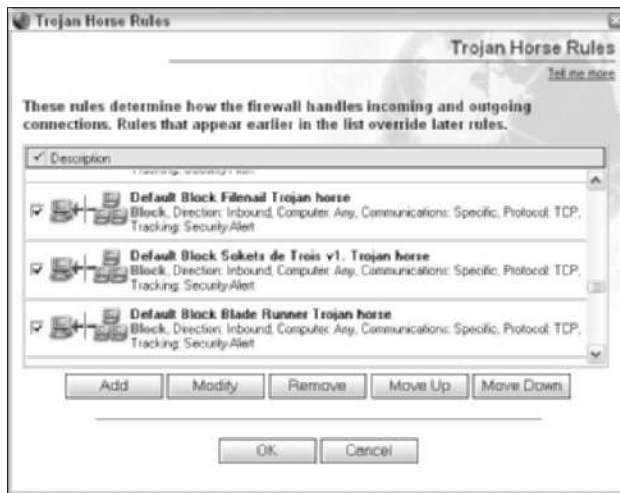 Trojan Horse Rules
Trojan Horse Rules
Tell me more
These rules determine how the firewall handles incoming and outgoing
connections. Rules that appear earlier in the list override later rules.
Description
Tracking: Security Alert
Default Block Filenail Trojan horse
Block, Direction: Inbound, Computer: Any, Communications: Specific, Protocol: TCP,
Tracking: Security Alert
Default Block Sokets de Trois v1. Trojan horse
Block, Direction: Inbound, Computer: Any, Communications: Specific, Protocol: TCP,
Tracking: Security Alert
Default Block Blade Runner Trojan horse
Block, Direction: Inbound, Computer: Any, Communications: Specific, Protocol: TCP,
Tracking: Security Alert
Add Modify Remove Move Up Move Down
OK Cancel